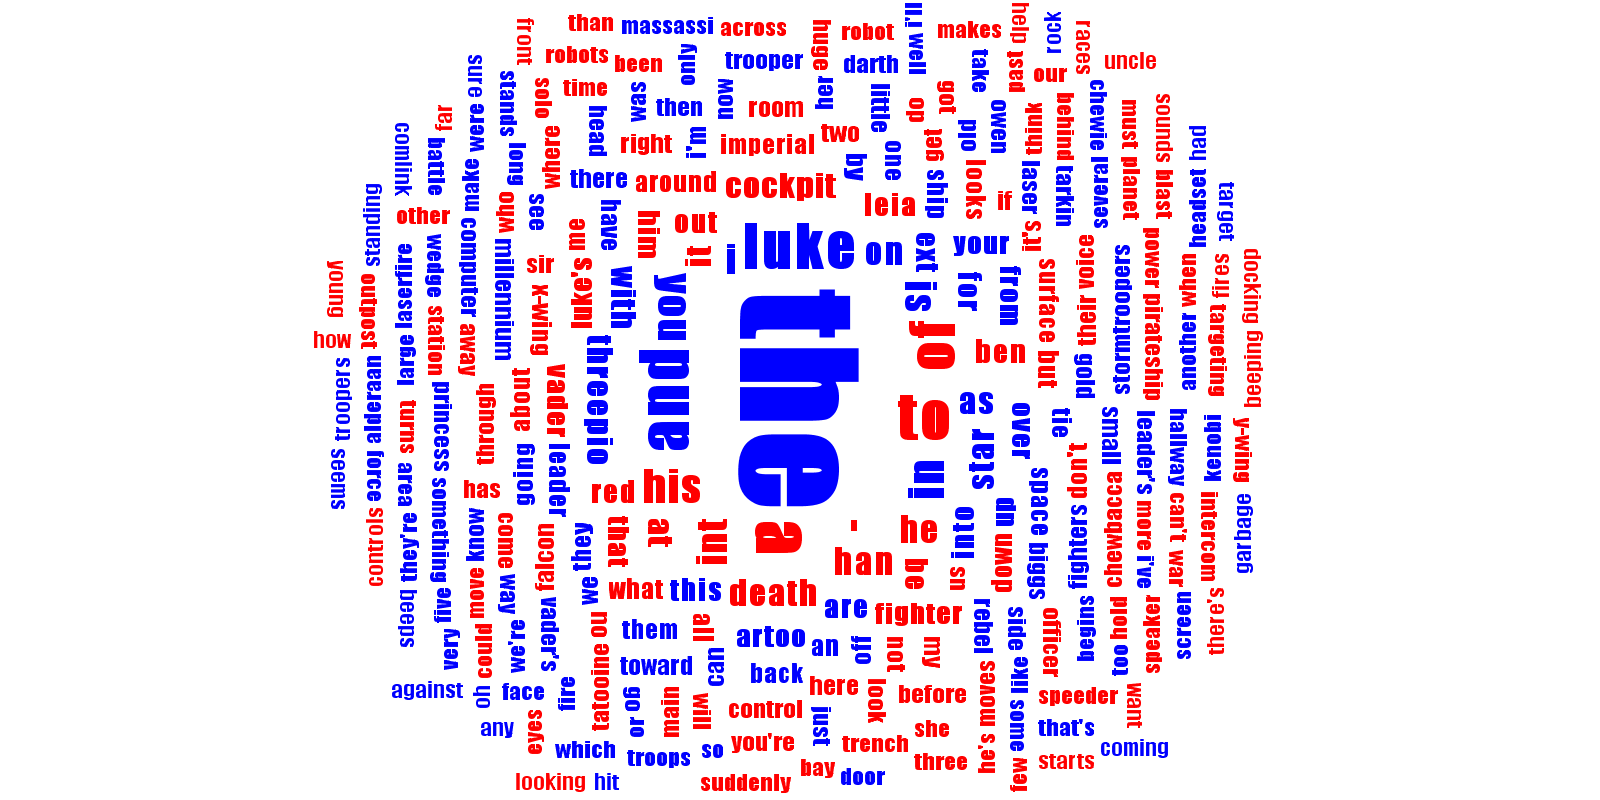 than massassi across huge robot i'll well makes help rock races
front robots been only trooper darth take past our uncle
sure stands solo time was then now room her little op got owen think behind chewie must sounds
far head right i'm imperial two by one get pio looks laser tarkin several planet blast
comlink battle were long where there around cockpit leia ship if it's headset had
standing other make who see have him out it i luke on ext your their voice another when target
wedge computer millennium sir me luke's with you is for from surface power fires
young outpost large laserfire station away x-wing threepio and the of ben but gold stormtroopers pirateship targeting docking
how
troopers alderaan turns princess through about vader to as over tie small leader's hallway kenobi y-wing beeping
seems force area something has going leader red his a in star space don't chewbacca more can't intercom garbage
controls they're five know come falcon they that at int - he into up down biggs fighters i've war
beeps move way we what this death han be us
very could we're vader's no them all artoo are fighter rebel side officer begins too hold speaker screen there's
tatooine toward can back an off not my like
against oh face fire or go main will control here look before moves some speeder want
any eyes which troops so you're just trench she he's that's coming
looking hit suddenly bay door three few starts